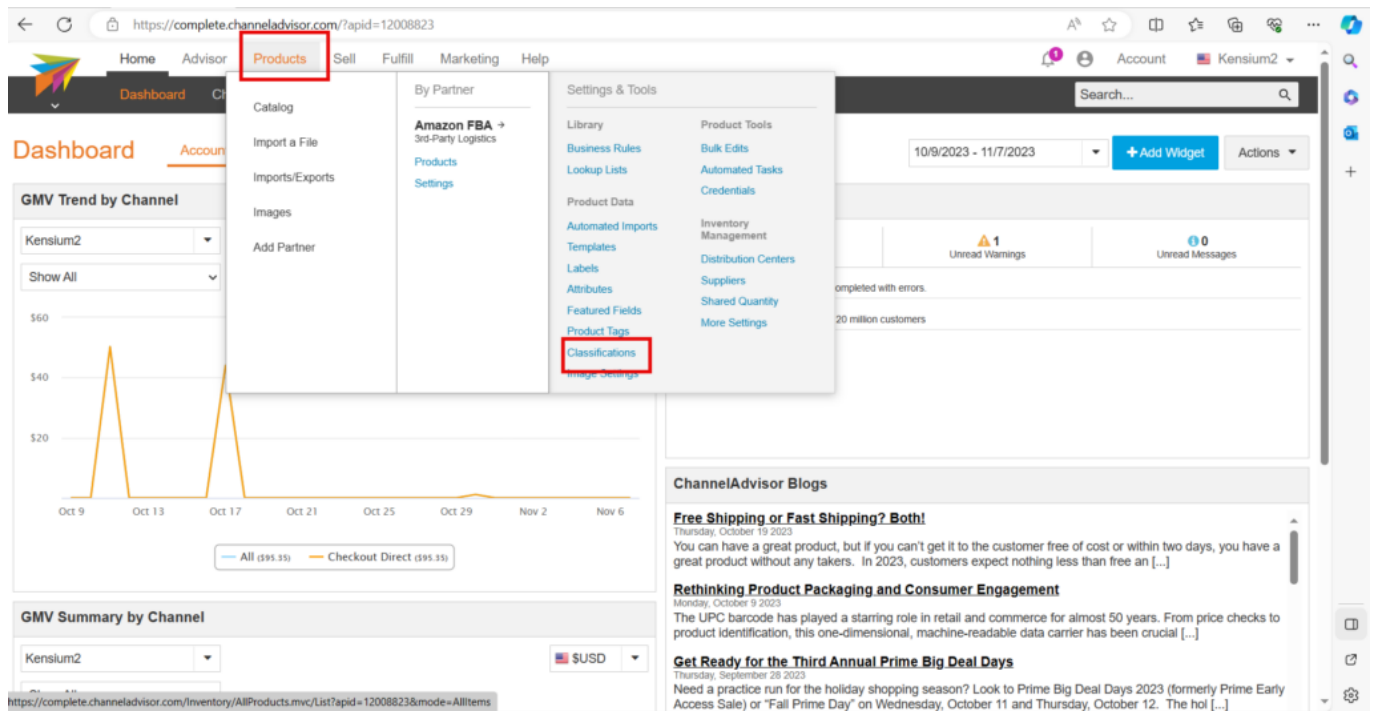 https://complete.channeladvisor.com/?apid=12008823
Home Advisor Products Sell Fulfill Marketing Help
1 Account Kensium2
Dashboard Search...
Catalog
Import a File
Imports/Exports
Images
Add Partner
By Partner
Amazon FBA →
3rd-Party Logistics
Products
Settings
Settings & Tools
Library
Business Rules
Lookup Lists
Product Data
Automated Imports
Templates
Labels
Attributes
Featured Fields
Product Tags
Classifications
Image Settings
Product Tools
Bulk Edits
Automated Tasks
Credentials
Inventory
Management
Distribution Centers
Suppliers
Shared Quantity
More Settings
Dashboard
10/9/2023 - 11/7/2023 +Add Widget Actions
GMV Trend by Channel
Kensium2
Show All
1
Unread Warnings
0
Unread Messages
completed with errors.
20 million customers
$60
$40
$20
Oct 9 Oct 13 Oct 17 Oct 21 Oct 25 Oct 29 Nov 2 Nov 6
All ($95.35) Checkout Direct ($95.35)
ChannelAdvisor Blogs
Free Shipping or Fast Shipping? Both!
Thursday, October 19 2023
You can have a great product, but if you can't get it to the customer free of cost or within two days, you have a
great product without any takers. In 2023, customers expect nothing less than free an [...]
Rethinking Product Packaging and Consumer Engagement
Monday, October 9 2023
The UPC barcode has played a starring role in retail and commerce for almost 50 years. From price checks to
product identification, this one-dimensional, machine-readable data carrier has been crucial [...]
Get Ready for the Third Annual Prime Big Deal Days
Thursday, September 28 2023
Need a practice run for the holiday shopping season? Look to Prime Big Deal Days 2023 (formerly Prime Early
Access Sale) or "Fall Prime Day" on Wednesday, October 11 and Thursday, October 12. The hol [...]
GMV Summary by Channel
Kensium2 $USD
https://complete.channeladvisor.com/Inventory/AllProducts.mvc/List?apid=12008823&mode=AllItems